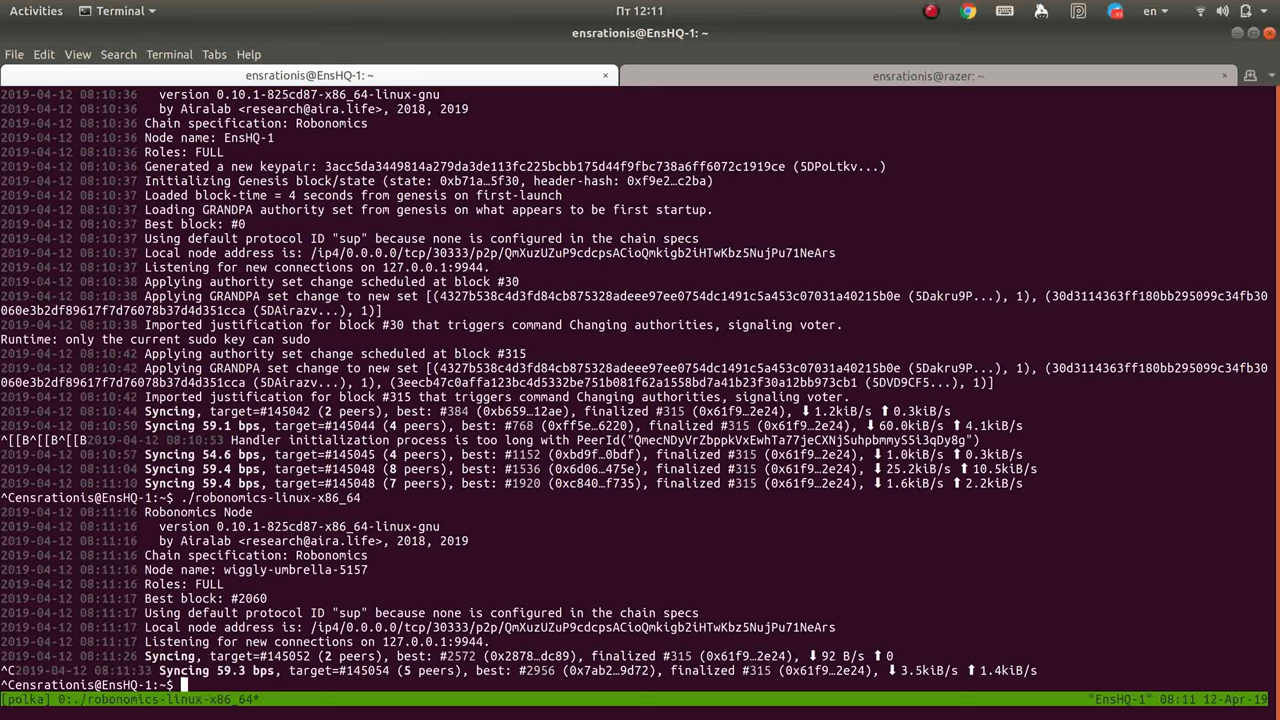 Activities Terminal Пт 12:11 en
ensrationis@EnsHQ-1: ~
File Edit View Search Terminal Tabs Help
ensrationis@EnsHQ-1: ~ × ensrationis@razer: ~ ×
2019-04-12 08:10:36 version 0.10.1-825cd87-x86_64-linux-gnu
2019-04-12 08:10:36 by Airalab <research@aira.life>, 2018, 2019
2019-04-12 08:10:36 Chain specification: Robonomics
2019-04-12 08:10:36 Node name: EnsHQ-1
2019-04-12 08:10:36 Roles: FULL
2019-04-12 08:10:36 Generated a new keypair: 3acc5da3449814a279da3de113fc225bcbb175d44f9fbc738a6ff6072c1919ce (5DPoLtkv...)
2019-04-12 08:10:37 Initializing Genesis block/state (state: 0xb71a…5f30, header-hash: 0xf9e2…c2ba)
2019-04-12 08:10:37 Loaded block-time = 4 seconds from genesis on first-launch
2019-04-12 08:10:37 Loading GRANDPA authority set from genesis on what appears to be first startup.
2019-04-12 08:10:37 Best block: #0
2019-04-12 08:10:37 Using default protocol ID "sup" because none is configured in the chain specs
2019-04-12 08:10:37 Local node address is: /ip4/0.0.0.0/tcp/30333/p2p/QmXuzUZuP9cdcpsACioQmkigb2iHTwKbz5NujPu71NeArs
2019-04-12 08:10:37 Listening for new connections on 127.0.0.1:9944.
2019-04-12 08:10:38 Applying authority set change scheduled at block #30
2019-04-12 08:10:38 Applying GRANDPA set change to new set [(4327b538c4d3fd84cb875328adeee97ee0754dc1491c5a453c07031a40215b0e (5Dakru9P...), 1), (30d3114363ff180bb295099c34fb30
060e3b2df89617f7d76078b37d4d351cca (5DAirazv...), 1)]
2019-04-12 08:10:38 Imported justification for block #30 that triggers command Changing authorities, signaling voter.
Runtime: only the current sudo key can sudo
2019-04-12 08:10:42 Applying authority set change scheduled at block #315
2019-04-12 08:10:42 Applying GRANDPA set change to new set [(4327b538c4d3fd84cb875328adeee97ee0754dc1491c5a453c07031a40215b0e (5Dakru9P...), 1), (30d3114363ff180bb295099c34fb30
060e3b2df89617f7d76078b37d4d351cca (5DAirazv...), 1), (3eecb47c0affa123bc4d5332be751b081f62a1558bd7a41b23f30a12bb973cb1 (5DVD9CF5...), 1)]
2019-04-12 08:10:42 Imported justification for block #315 that triggers command Changing authorities, signaling voter.
2019-04-12 08:10:44 Syncing, target=#145042 (2 peers), best: #384 (0xb659…12ae), finalized #315 (0x61f9…2e24), ⬇ 1.2kiB/s ⬆ 0.3kiB/s
2019-04-12 08:10:50 Syncing 59.1 bps, target=#145044 (4 peers), best: #768 (0xff5e…6220), finalized #315 (0x61f9…2e24), ⬇ 60.0kiB/s ⬆ 4.1kiB/s
^[[B^[[B^[[B2019-04-12 08:10:53 Handler initialization process is too long with PeerId("QmecNDyVrZbppkVxEwhTa77jeCXNjSuhpbmmyS5i3qDy8g")
2019-04-12 08:10:57 Syncing 54.6 bps, target=#145045 (4 peers), best: #1152 (0xbd9f…0bdf), finalized #315 (0x61f9…2e24), ⬇ 1.0kiB/s ⬆ 0.3kiB/s
2019-04-12 08:11:04 Syncing 59.4 bps, target=#145048 (8 peers), best: #1536 (0x6d06…475e), finalized #315 (0x61f9…2e24), ⬇ 25.2kiB/s ⬆ 10.5kiB/s
2019-04-12 08:11:10 Syncing 59.4 bps, target=#145048 (7 peers), best: #1920 (0xc840…f735), finalized #315 (0x61f9…2e24), ⬇ 1.6kiB/s ⬆ 2.2kiB/s
^Censrationis@EnsHQ-1:~$ ./robonomics-linux-x86_64
2019-04-12 08:11:16 Robonomics Node
2019-04-12 08:11:16 version 0.10.1-825cd87-x86_64-linux-gnu
2019-04-12 08:11:16 by Airalab <research@aira.life>, 2018, 2019
2019-04-12 08:11:16 Chain specification: Robonomics
2019-04-12 08:11:16 Node name: wiggly-umbrella-5157
2019-04-12 08:11:16 Roles: FULL
2019-04-12 08:11:17 Best block: #2060
2019-04-12 08:11:17 Using default protocol ID "sup" because none is configured in the chain specs
2019-04-12 08:11:17 Local node address is: /ip4/0.0.0.0/tcp/30333/p2p/QmXuzUZuP9cdcpsACioQmkigb2iHTwKbz5NujPu71NeArs
2019-04-12 08:11:17 Listening for new connections on 127.0.0.1:9944.
2019-04-12 08:11:26 Syncing, target=#145052 (2 peers), best: #2572 (0x2878…dc89), finalized #315 (0x61f9…2e24), ⬇ 92 B/s ⬆ 0
^C2019-04-12 08:11:33 Syncing 59.3 bps, target=#145054 (5 peers), best: #2956 (0x7ab2…9d72), finalized #315 (0x61f9…2e24), ⬇ 3.5kiB/s ⬆ 1.4kiB/s
^Censrationis@EnsHQ-1:~$
[polka] 0:./robonomics-linux-x86_64* "EnsHQ-1" 08:11 12-Apr-19